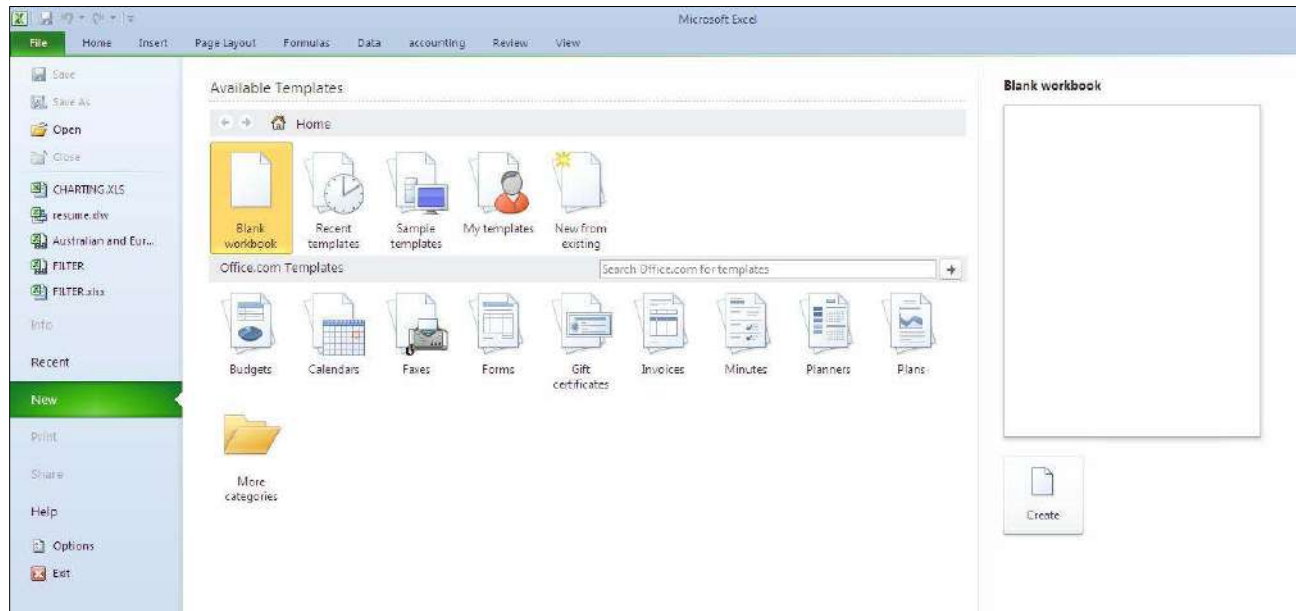 Microsoft Excel
File Home Insert Page Layout Formulas Data accounting Review View
Save
Save As
Open
Close
CHARTING.XLS
resume.xlw
Australian and Eur...
FILTER
FILTER.xlsx
Info
Recent
New
Print
Share
Help
Options
Exit
Available Templates
Home
Blank workbook
Recent templates
Sample templates
My templates
New from existing
Office.com Templates
Search Office.com for templates
Budgets
Calendars
Faxes
Forms
Gift certificates
Invoices
Minutes
Planners
Plans
More categories
Blank workbook
Create